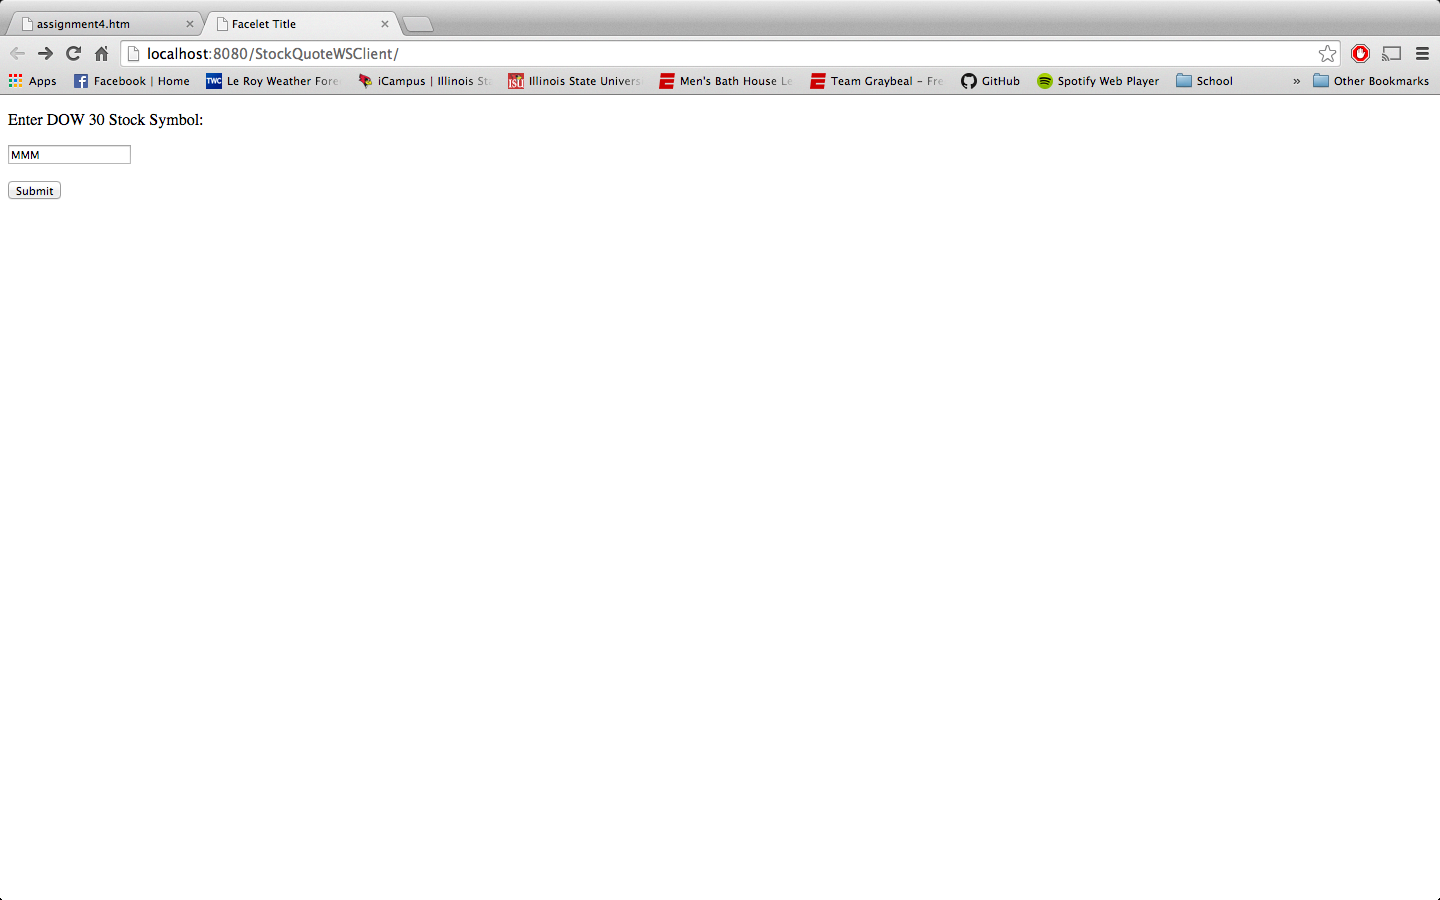 assignment4.htm
Facelet Title
localhost:8080/StockQuoteWSClient/
Apps
Facebook | Home
TWC
Le Roy Weather Fore
iCampus | Illinois Sta
Illinois State Univers
Men's Bath House Le
Team Graybeal – Fre
GitHub
Spotify Web Player
School
» Other Bookmarks
Enter DOW 30 Stock Symbol:
MMM
Submit